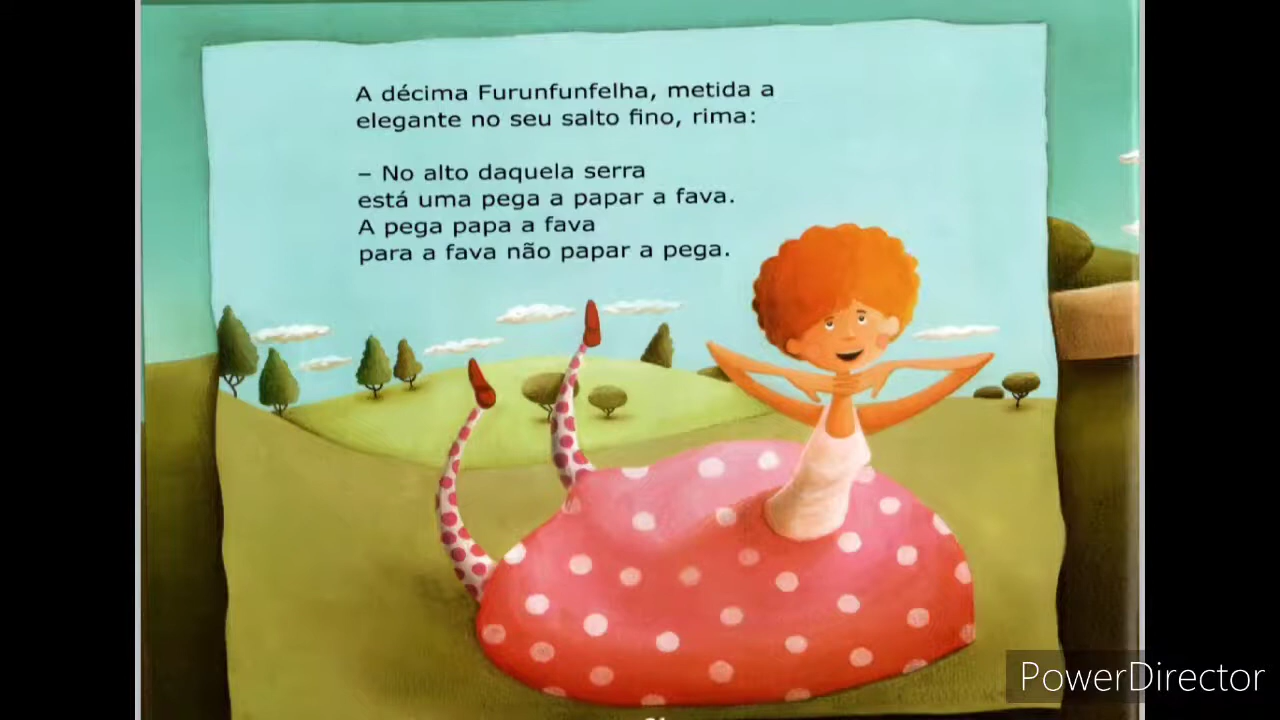 A décima Furunfunfelha, metida a
elegante no seu salto fino, rima:
– No alto daquela serra
está uma pega a papar a fava.
A pega papa a fava
para a fava não papar a pega.
PowerDirector